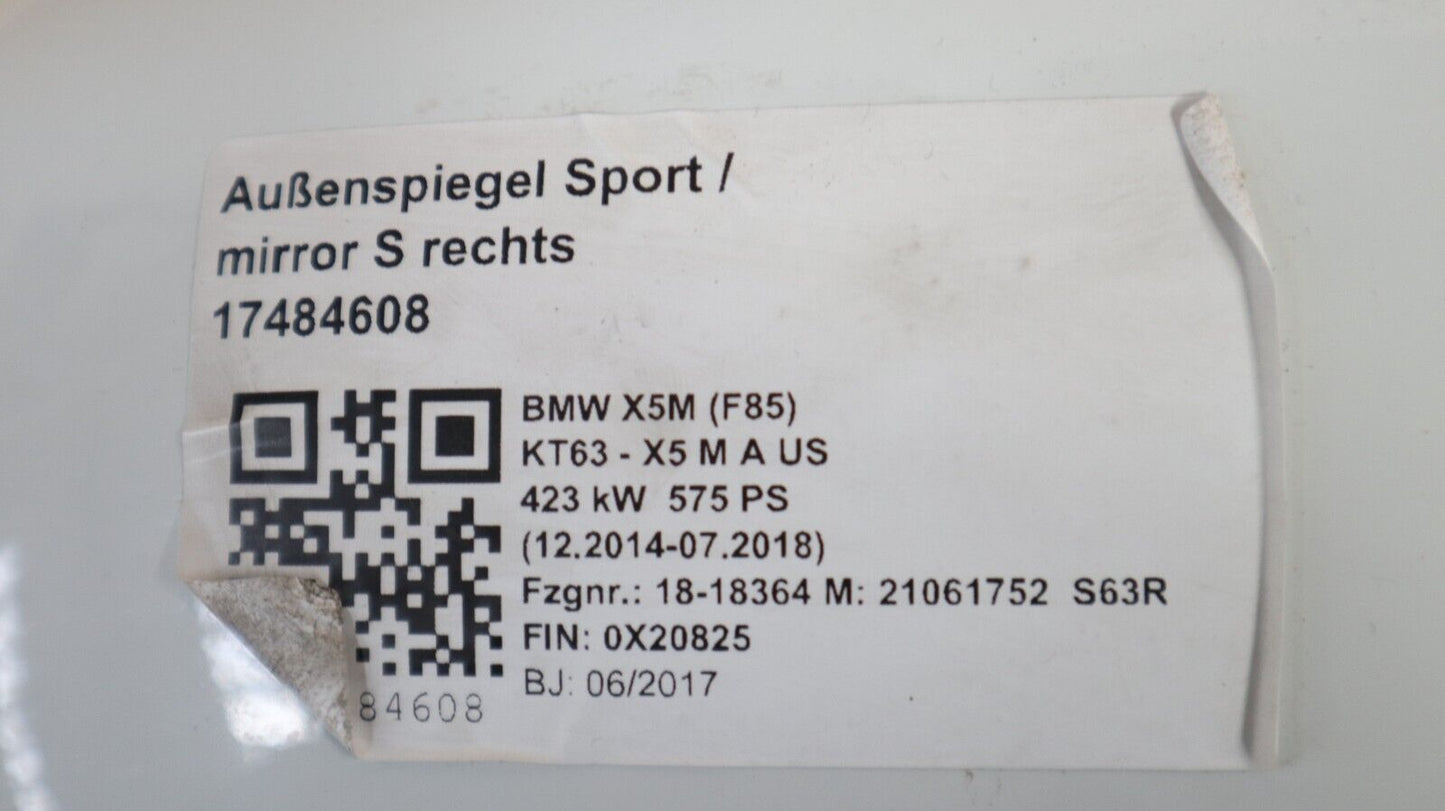 Außenspiegel Sport /
mirror S rechts
17484608
BMW X5M (F85)
KT63 - X5 M A US
423 kW 575 PS
(12.2014-07.2018)
Fzgnr.: 18-18364 M: 21061752 S63R
FIN: 0X20825
BJ: 06/2017
84608